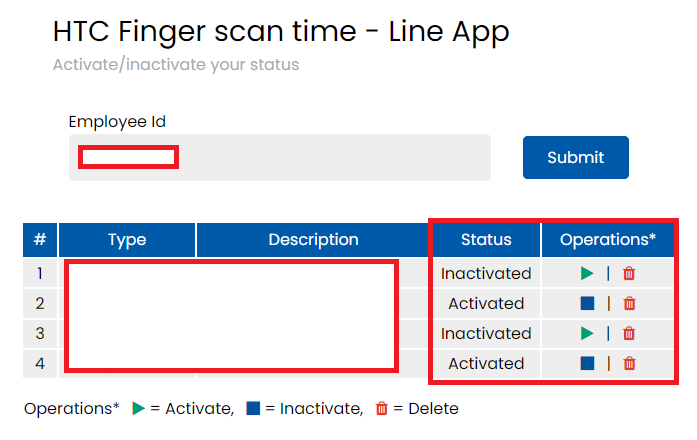 HTC Finger scan time - Line App
Activate/inactivate your status
Employee Id
Submit
# Type Description Status Operations*
1 Inactivated |
2 Activated |
3 Inactivated |
4 Activated |
Operations* = Activate, = Inactivate, = Delete